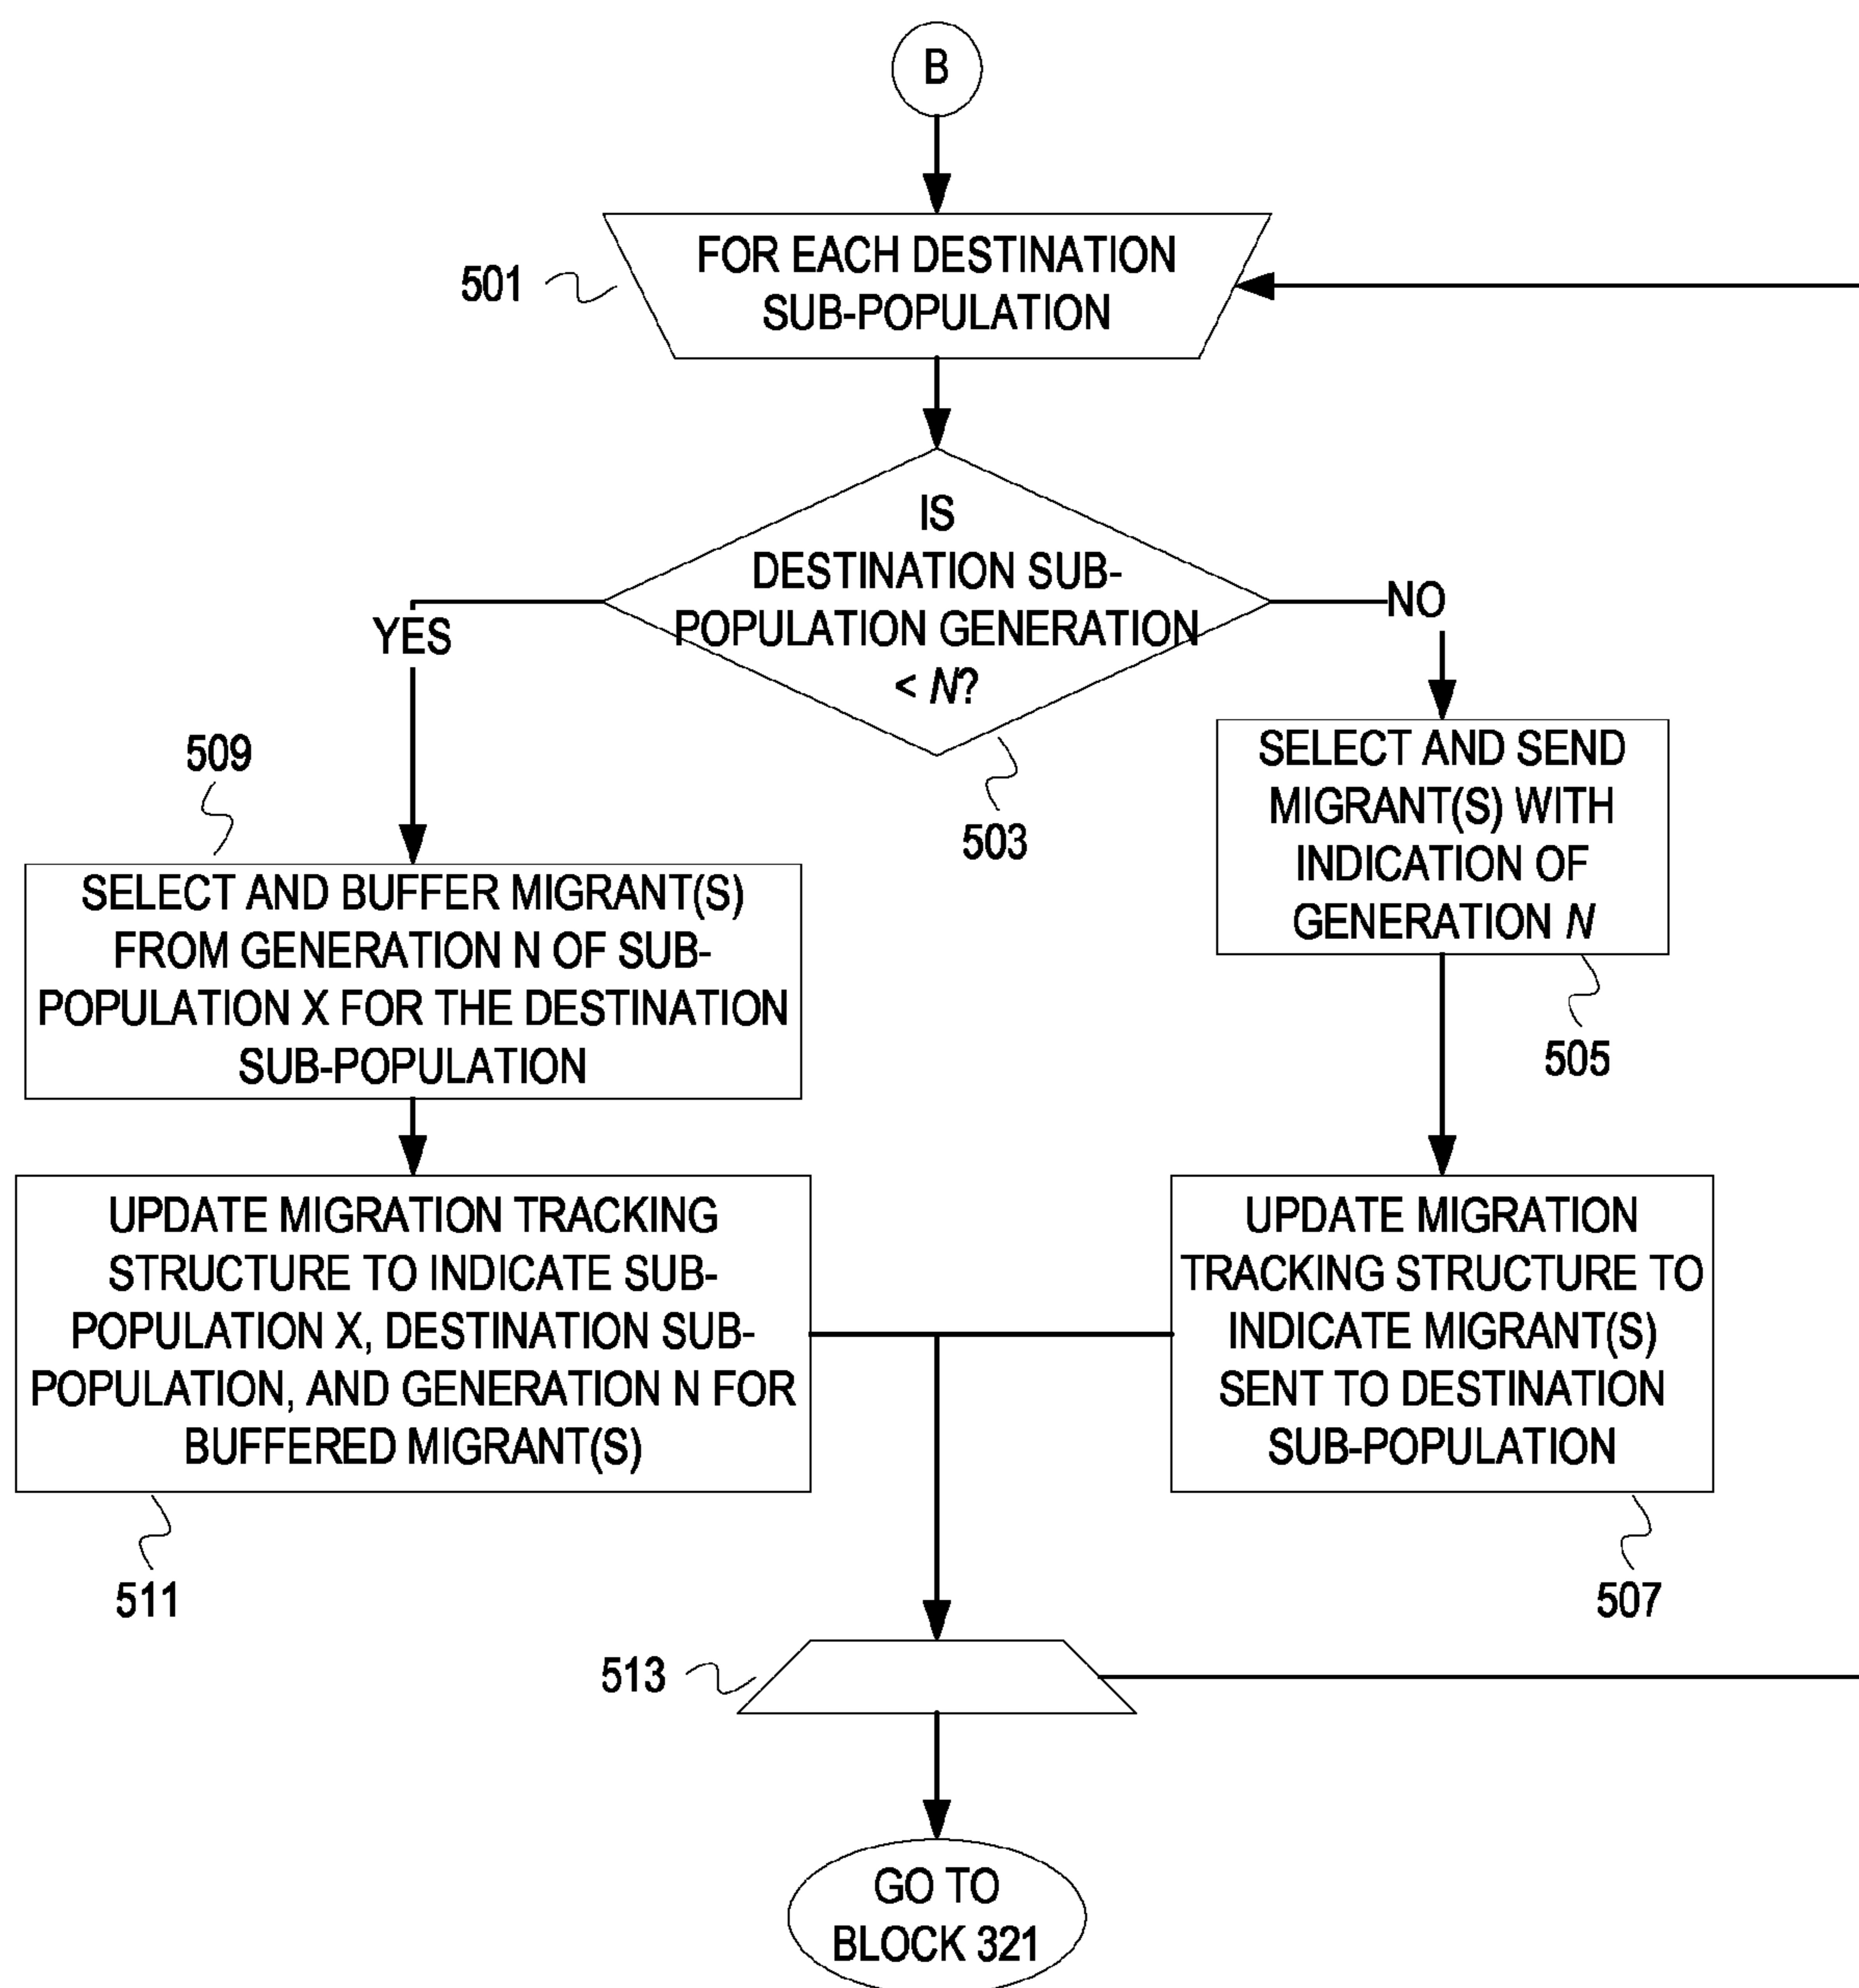 B
FOR EACH DESTINATION
SUB-POPULATION
501
IS
DESTINATION SUB-
POPULATION GENERATION
< N?
YES
NO
503
509
SELECT AND SEND
MIGRANT(S) WITH
INDICATION OF
GENERATION N
505
SELECT AND BUFFER MIGRANT(S)
FROM GENERATION N OF SUB-
POPULATION X FOR THE DESTINATION
SUB-POPULATION
UPDATE MIGRATION TRACKING
STRUCTURE TO INDICATE SUB-
POPULATION X, DESTINATION SUB-
POPULATION, AND GENERATION N FOR
BUFFERED MIGRANT(S)
511
UPDATE MIGRATION
TRACKING STRUCTURE TO
INDICATE MIGRANT(S)
SENT TO DESTINATION
SUB-POPULATION
507
513
GO TO
BLOCK 321